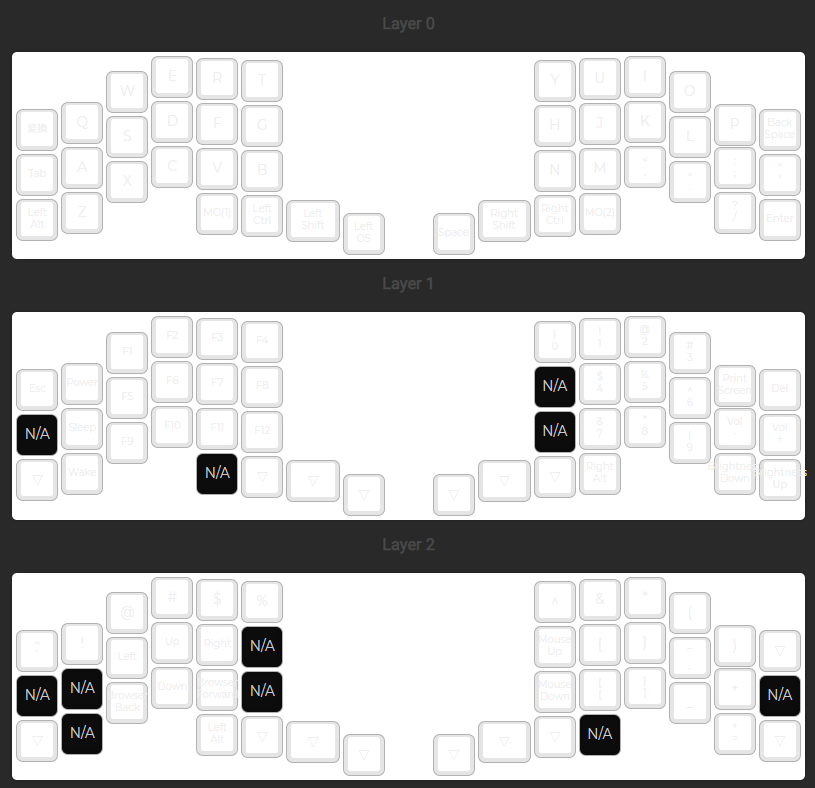 Layer 0
E
W R T Y U I O
変換 Q D F G H J K L P Back
Space
Tab A S C V B N M < : "
, ; '
Left
Alt Z X MO(1) Left
Ctrl Left
Shift Left
OS Space Right
Shift Right
Ctrl MO(2) ?
/ Enter
Layer 1
F1 F2 F3 F4 )
0 !
1 @
2 #
3
Esc Power F5 F6 F7 F8 N/A $
4 %
5 ^
6 Print
Screen Del
N/A Sleep F9 F10 F11 F12 N/A &
7 *
8 (
9 Vol
- Vol
+
▽ Wake N/A ▽ ▽ ▽ ▽ ▽ ▽ Right
Alt Down Up
Layer 2
@ # $ % ^ & * (
! Left Up Right N/A Mouse
Up [ ] ) ▽
N/A N/A Browse
Back Down N/A Mouse
Down + N/A
▽ N/A Left
Alt ▽ ▽ ▽ ▽ ▽ ▽ N/A ▽